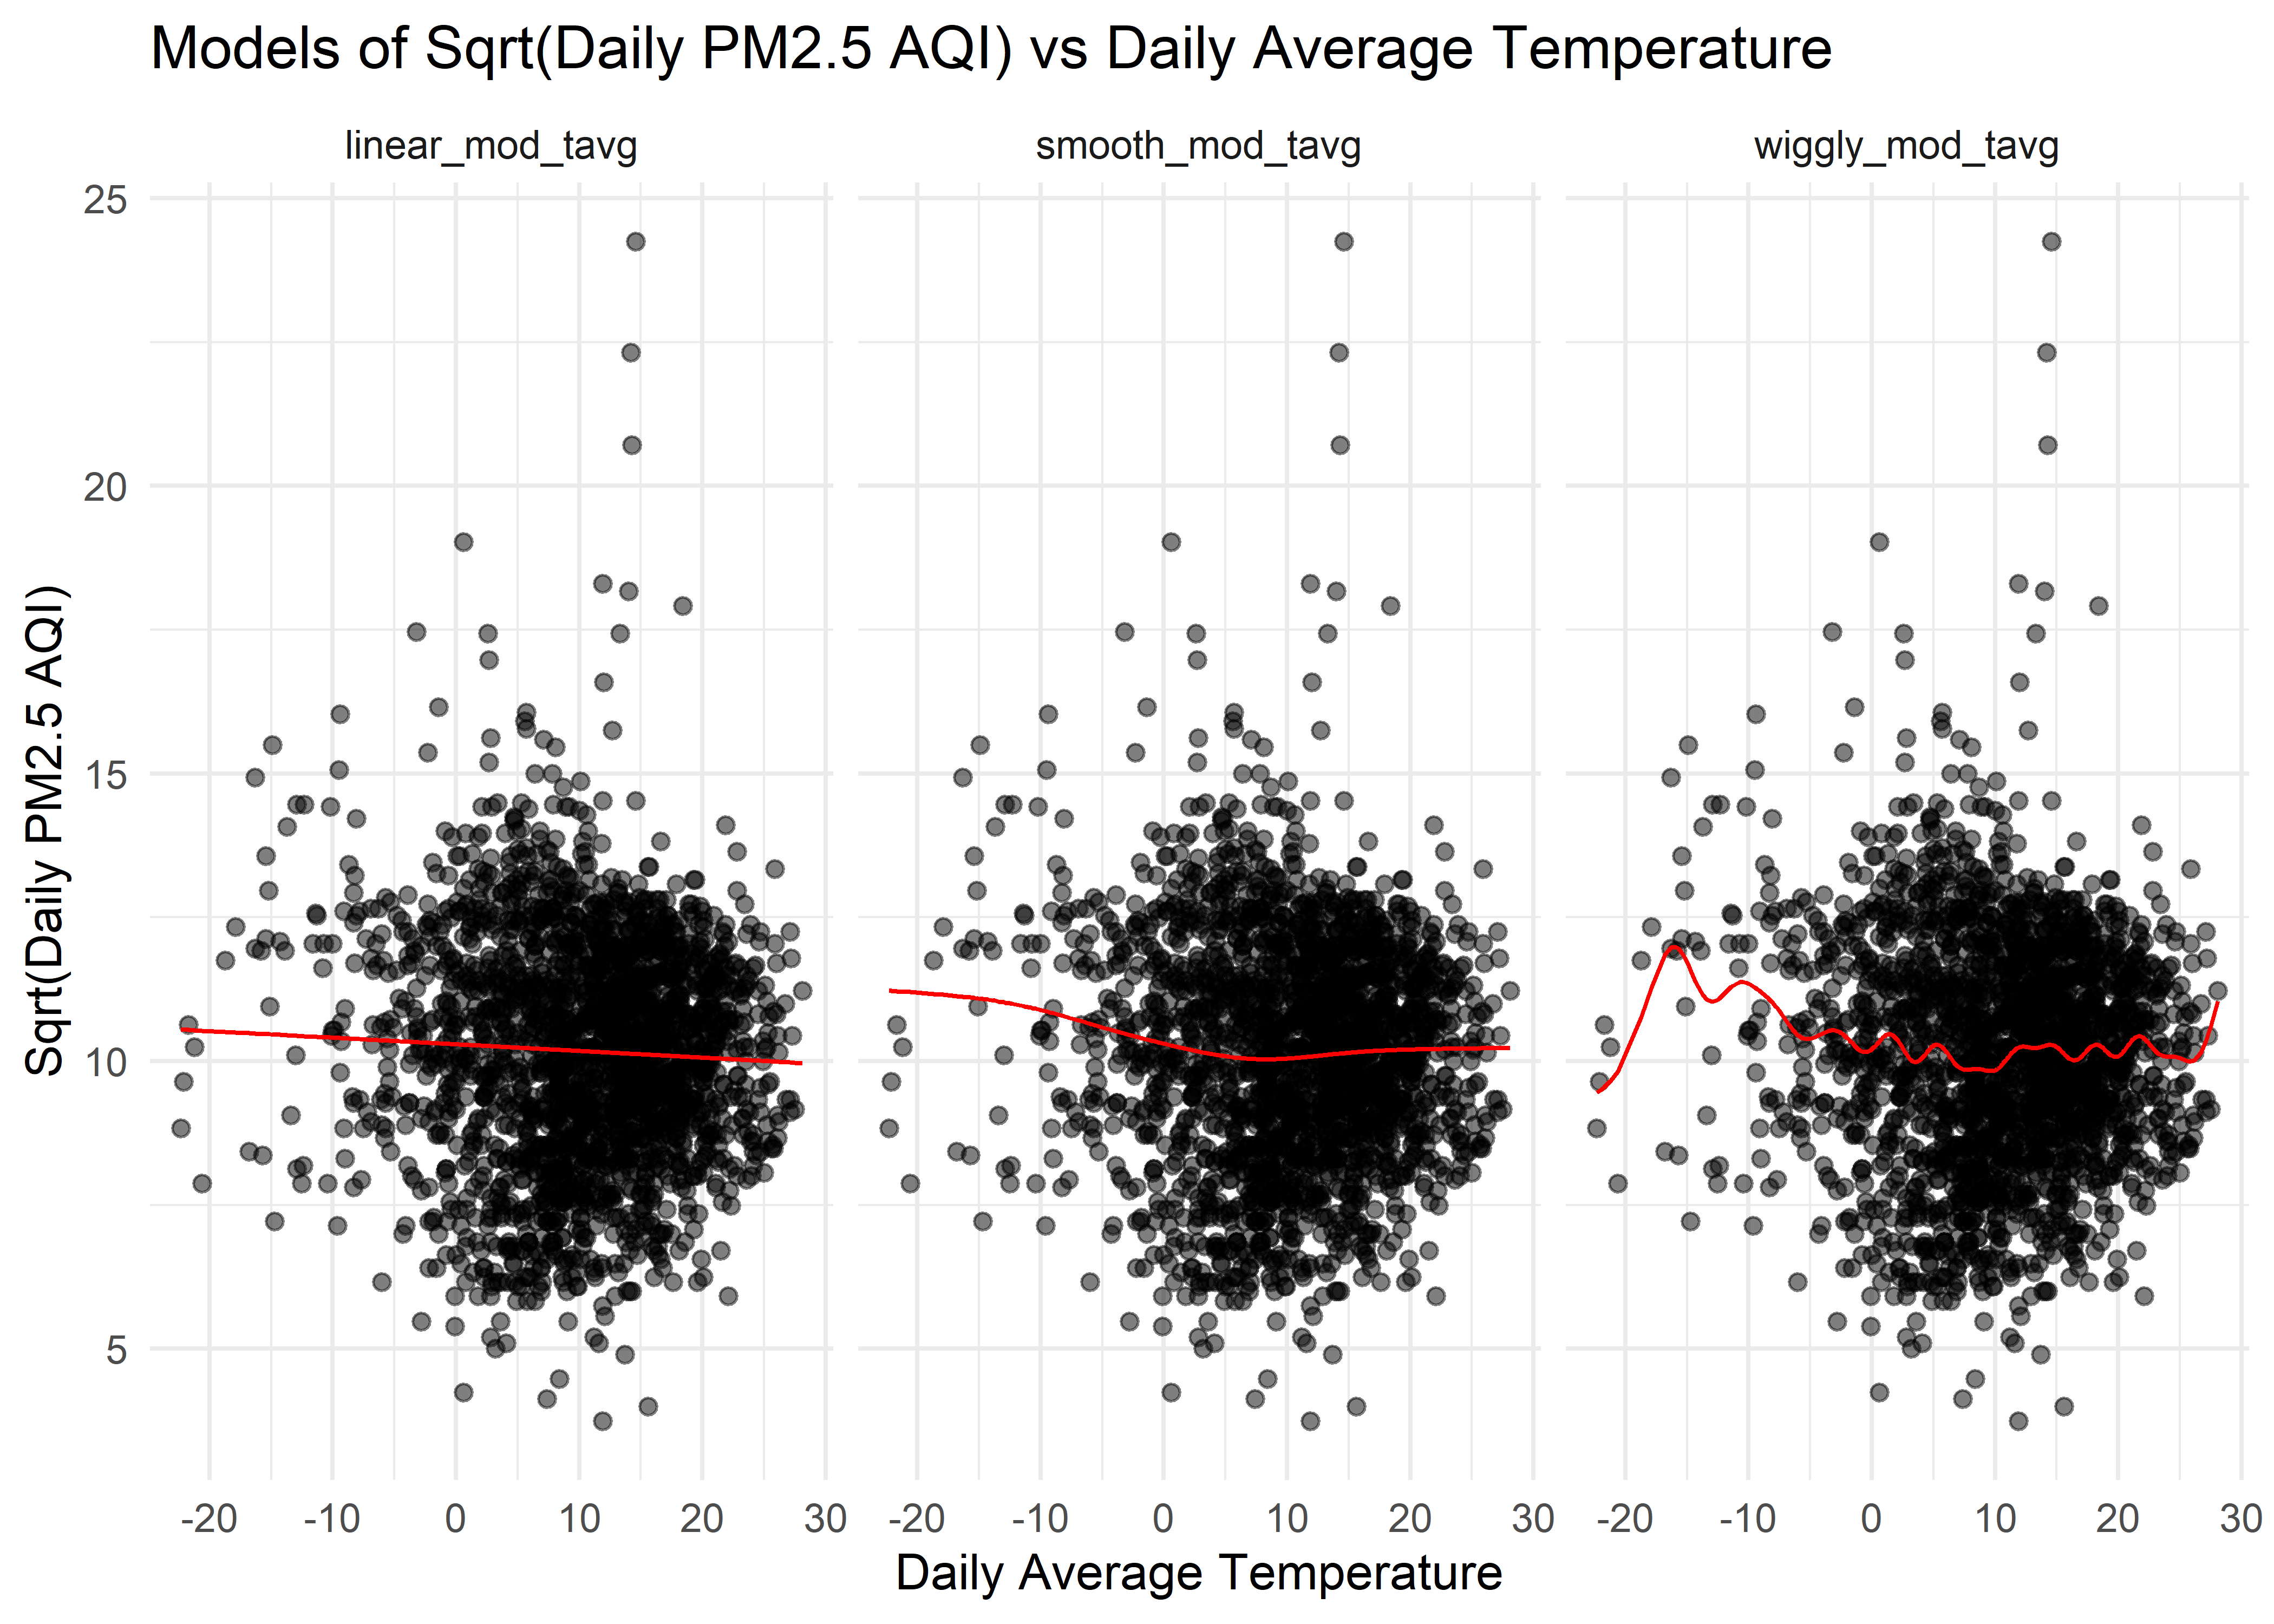 Models of Sqrt(Daily PM2.5 AQI) vs Daily Average Temperature
linear_mod_tavg smooth_mod_tavg wiggly_mod_tavg
25
20
15
10
5
Sqrt(Daily PM2.5 AQI)
-20 -10 0 10 20 30 -20 -10 0 10 20 30 -20 -10 0 10 20 30
Daily Average Temperature